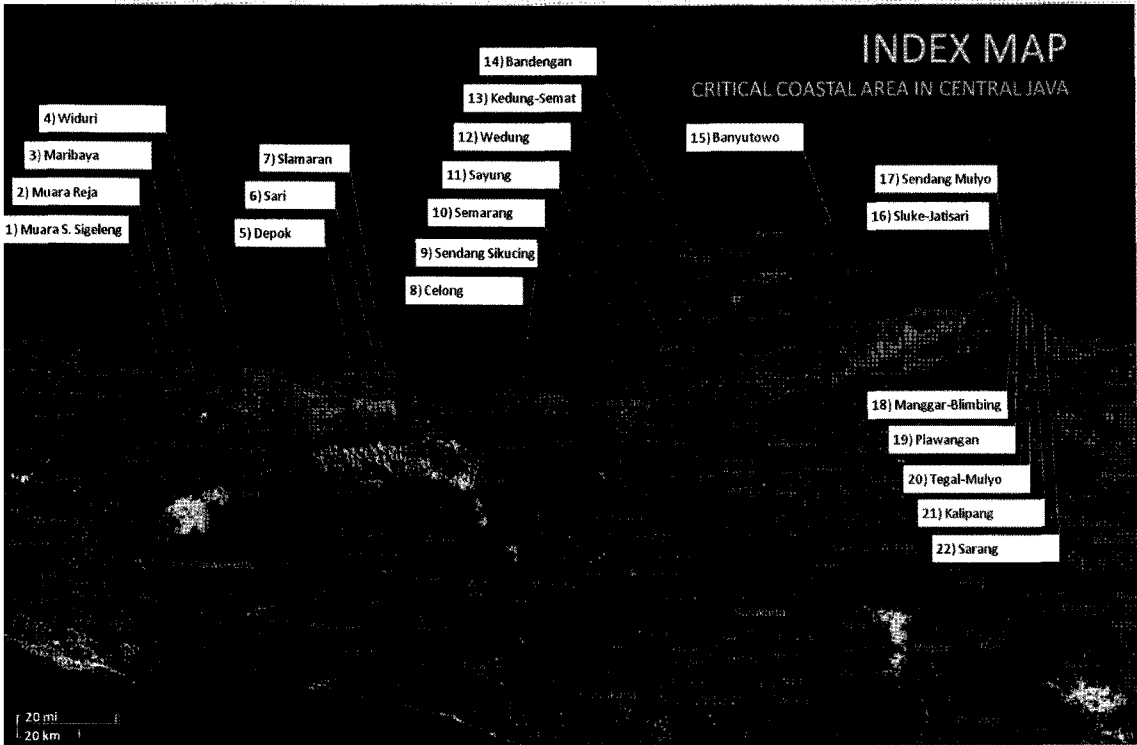 INDEX MAP
CRITICAL COASTAL AREA IN CENTRAL JAVA
14) Bandengan
13) Kedung-Semat
4) Widuri
12) Wedung
15) Banyutowo
3) Maribaya
7) Slamaran
11) Sayung
17) Sendang Mulyo
2) Muara Reja
6) Sari
10) Semarang
16) Sluke-Jatisari
1) Muara S. Sigeleng
5) Depok
9) Sendang Sikucing
8) Celong
18) Manggar-Blimbing
19) Plawangan
20) Tegal-Mulyo
21) Kalipang
22) Sarang
20 mi
20 km